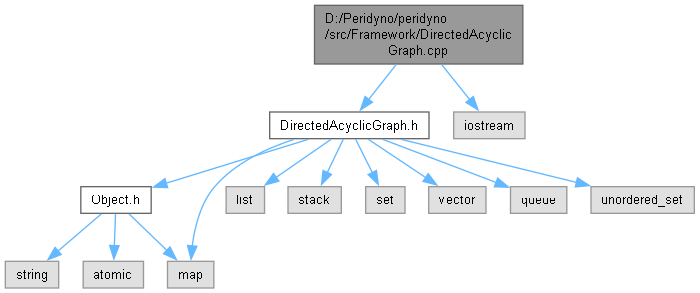 D:/Peridyno/peridyno
/src/Framework/DirectedAcyclic
Graph.cpp
DirectedAcyclicGraph.h
iostream
Object.h
list
stack
set
vector
queue
unordered_set
string
atomic
map